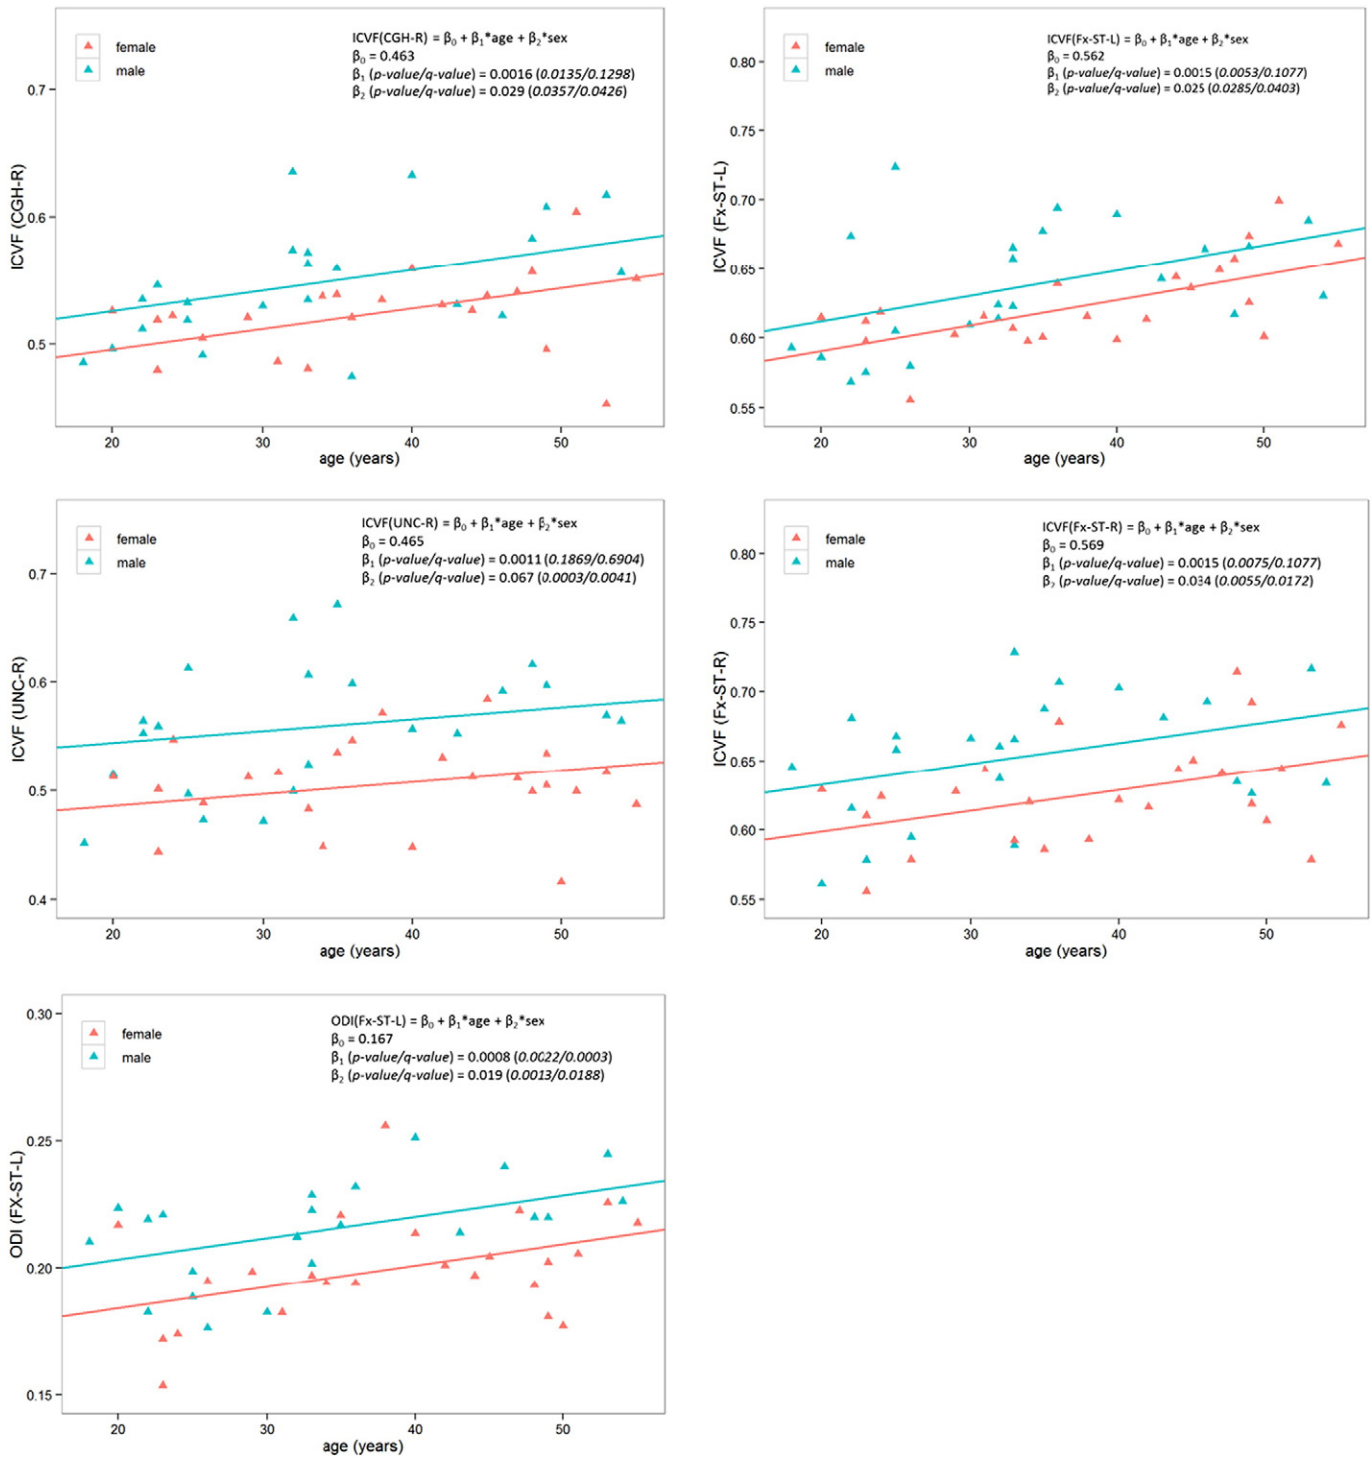 female
male
ICVF(CGH-R) = β0 + β1*age + β2*sex
β0 = 0.463
β1 (p-value/q-value) = 0.0016 (0.0135/0.1298)
β2 (p-value/q-value) = 0.029 (0.0357/0.0426)
0.7
0.6
0.5
ICVF (CGH-R)
20 30 40 50
age (years)
female
male
ICVF(Fx-ST-L) = β0 + β1*age + β2*sex
β0 = 0.562
β1 (p-value/q-value) = 0.0015 (0.0053/0.1077)
β2 (p-value/q-value) = 0.025 (0.0285/0.0403)
0.80
0.75
0.70
0.65
0.60
0.55
ICVF (Fx-ST-L)
20 30 40 50
age (years)
female
male
ICVF(UNC-R) = β0 + β1*age + β2*sex
β0 = 0.465
β1 (p-value/q-value) = 0.0011 (0.1869/0.6904)
β2 (p-value/q-value) = 0.067 (0.0003/0.0041)
0.7
0.6
0.5
0.4
ICVF (UNC-R)
20 30 40 50
age (years)
female
male
ICVF(Fx-ST-R) = β0 + β1*age + β2*sex
β0 = 0.569
β1 (p-value/q-value) = 0.0015 (0.0075/0.1077)
β2 (p-value/q-value) = 0.034 (0.0055/0.0172)
0.80
0.75
0.70
0.65
0.60
0.55
ICVF (Fx-ST-R)
20 30 40 50
age (years)
female
male
ODI(Fx-ST-L) = β0 + β1*age + β2*sex
β0 = 0.167
β1 (p-value/q-value) = 0.0008 (0.0022/0.0003)
β2 (p-value/q-value) = 0.019 (0.0013/0.0188)
0.30
0.25
0.20
0.15
ODI (FX-ST-L)
20 30 40 50
age (years)